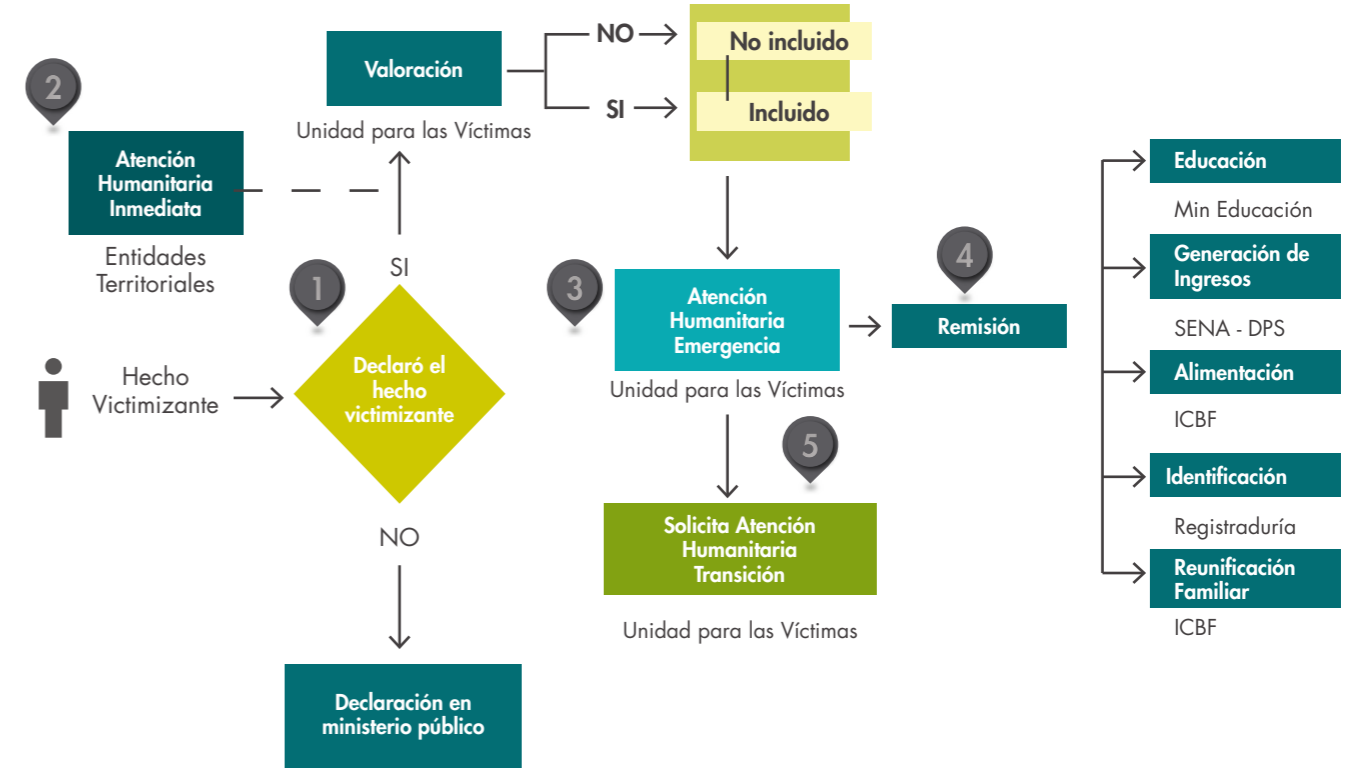 2
Atención
Humanitaria
Inmediata
Entidades
Territoriales
Hecho
Victimizante
1
Declaró el
hecho
victimizante
SI
NO
Declaración en
ministerio público
Valoración
Unidad para las Víctimas
NO
SI
No incluido
Incluido
3
Atención
Humanitaria
Emergencia
Unidad para las Víctimas
4
Remisión
5
Solicita Atención
Humanitaria
Transición
Unidad para las Víctimas
Educación
Min Educación
Generación de
Ingresos
SENA - DPS
Alimentación
ICBF
Identificación
Registraduría
Reunificación
Familiar
ICBF